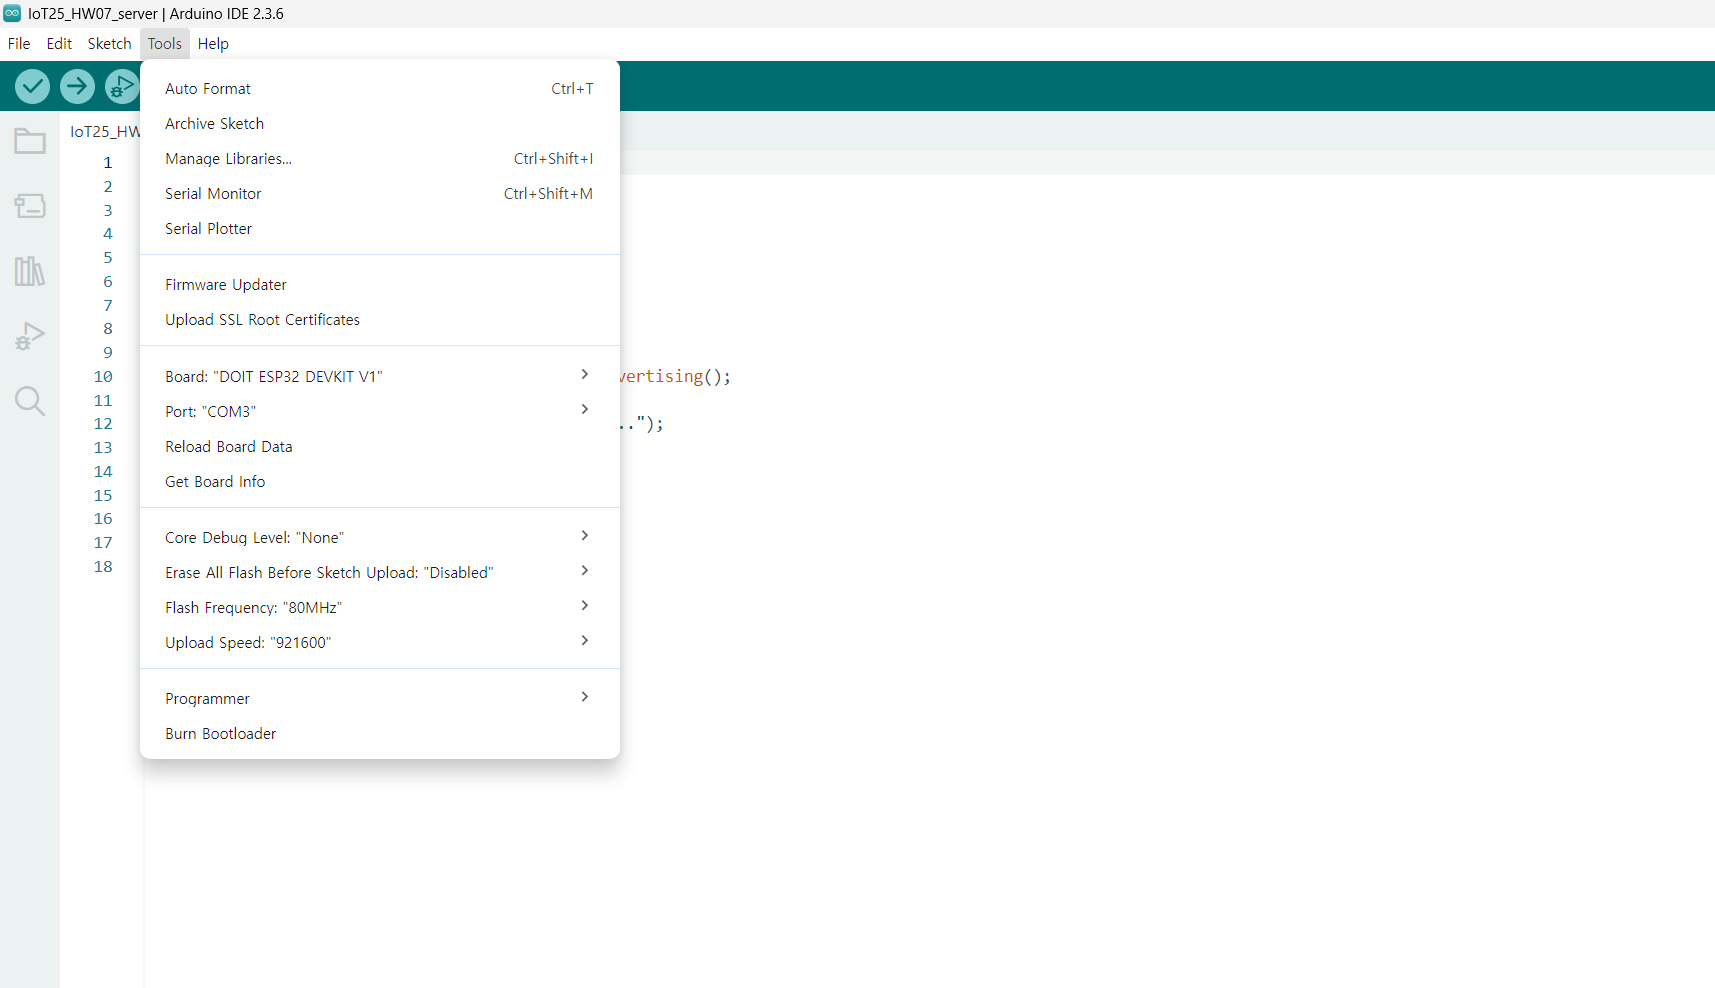 IoT25_HW07_server | Arduino IDE 2.3.6
File Edit Sketch Tools Help
Auto Format Ctrl+T
Archive Sketch
IoT25_HW
Manage Libraries... Ctrl+Shift+I
Serial Monitor Ctrl+Shift+M
Serial Plotter
Firmware Updater
Upload SSL Root Certificates
Board: "DOIT ESP32 DEVKIT V1"
Port: "COM3"
Reload Board Data
Get Board Info
Core Debug Level: "None"
Erase All Flash Before Sketch Upload: "Disabled"
Flash Frequency: "80MHz"
Upload Speed: "921600"
Programmer
Burn Bootloader
1
2
3
4
5
6
7
8
9
10 vertising();
11
12 ..");
13
14
15
16
17
18